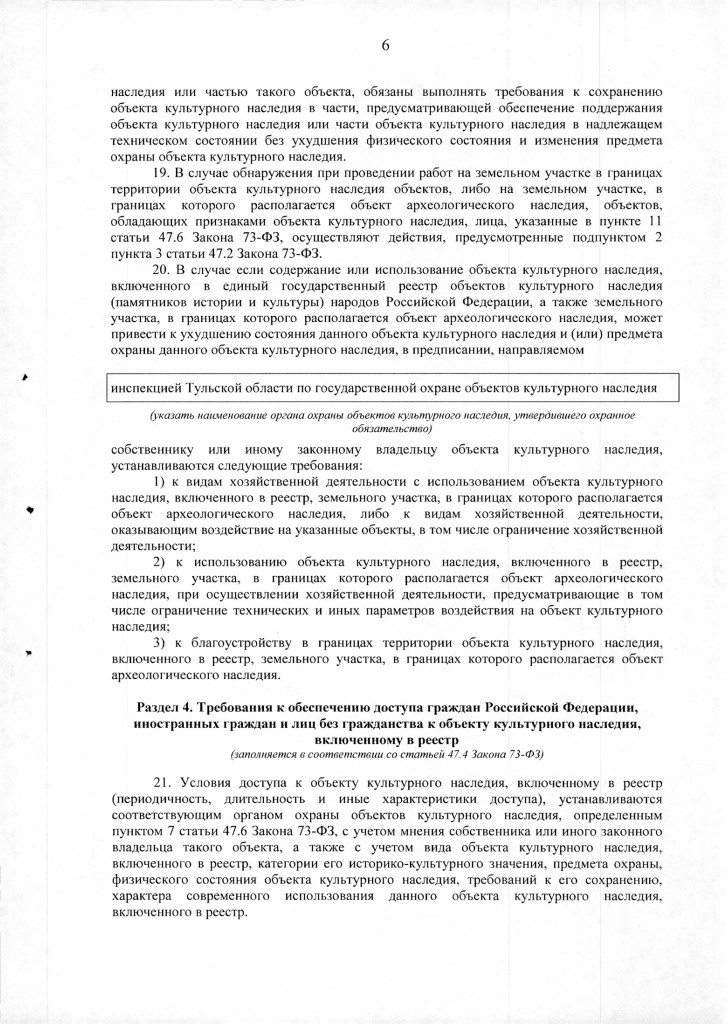 6
наследия или частью такого объекта, обязаны выполнять требования к сохранению
объекта культурного наследия в части, предусматривающей обеспечение поддержания
объекта культурного наследия или части объекта культурного наследия в надлежащем
техническом состоянии без ухудшения физического состояния и изменения предмета
охраны объекта культурного наследия.
19. В случае обнаружения при проведении работ на земельном участке в границах
территории объекта культурного наследия объектов, либо на земельном участке, в
границах которого располагается объект археологического наследия, объектов,
обладающих признаками объекта культурного наследия, лица, указанные в пункте 11
статьи 47.6 Закона 73-ФЗ, осуществляют действия, предусмотренные подпунктом 2
пункта 3 статьи 47.2 Закона 73-ФЗ.
20. В случае если содержание или использование объекта культурного наследия,
включенного в единый государственный реестр объектов культурного наследия
(памятников истории и культуры) народов Российской Федерации, а также земельного
участка, в границах которого располагается объект археологического наследия, может
привести к ухудшению состояния данного объекта культурного наследия и (или) предмета
охраны данного объекта культурного наследия, в предписании, направляемом
инспекцией Тульской области по государственной охране объектов культурного наследия
(указать наименование органа охраны объектов культурного наследия, утвердившего охранное
обязательство)
собственнику или иному законному владельцу объекта культурного наследия,
устанавливаются следующие требования:
1) к видам хозяйственной деятельности с использованием объекта культурного
наследия, включенного в реестр, земельного участка, в границах которого располагается
объект археологического наследия, либо к видам хозяйственной деятельности,
оказывающим воздействие на указанные объекты, в том числе ограничение хозяйственной
деятельности;
2) к использованию объекта культурного наследия, включенного в реестр,
земельного участка, в границах которого располагается объект археологического
наследия, при осуществлении хозяйственной деятельности, предусматривающие в том
числе ограничение технических и иных параметров воздействия на объект культурного
наследия;
3) к благоустройству в границах территории объекта культурного наследия,
включенного в реестр, земельного участка, в границах которого располагается объект
археологического наследия.
Раздел 4. Требования к обеспечению доступа граждан Российской Федерации,
иностранных граждан и лиц без гражданства к объекту культурного наследия,
включенному в реестр
(заполняется в соответствии со статьей 47.4 Закона 73-ФЗ)
21. Условия доступа к объекту культурного наследия, включенному в реестр
(периодичность, длительность и иные характеристики доступа), устанавливаются
соответствующим органом охраны объектов культурного наследия, определенным
пунктом 7 статьи 47.6 Закона 73-ФЗ, с учетом мнения собственника или иного законного
владельца такого объекта, а также с учетом вида объекта культурного наследия,
включенного в реестр, категории его историко-культурного значения, предмета охраны,
физического состояния объекта культурного наследия, требований к его сохранению,
характера современного использования данного объекта культурного наследия,
включенного в реестр.